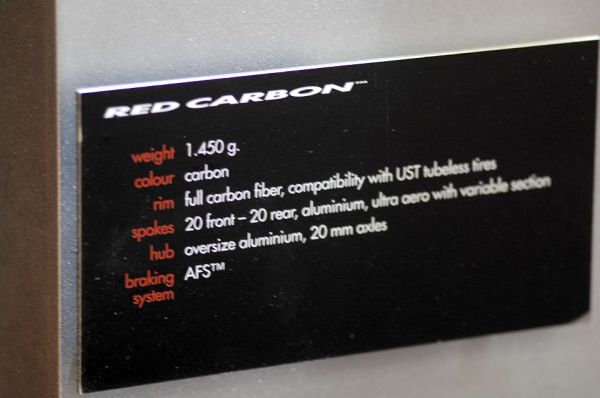 RED CARBON™
weight 1.450 g.
colour carbon
rim full carbon fiber, compatibility with UST tubeless tires
spokes 20 front – 20 rear, aluminium, ultra aero with variable section
hub oversize aluminium, 20 mm axles
braking AFS™
system